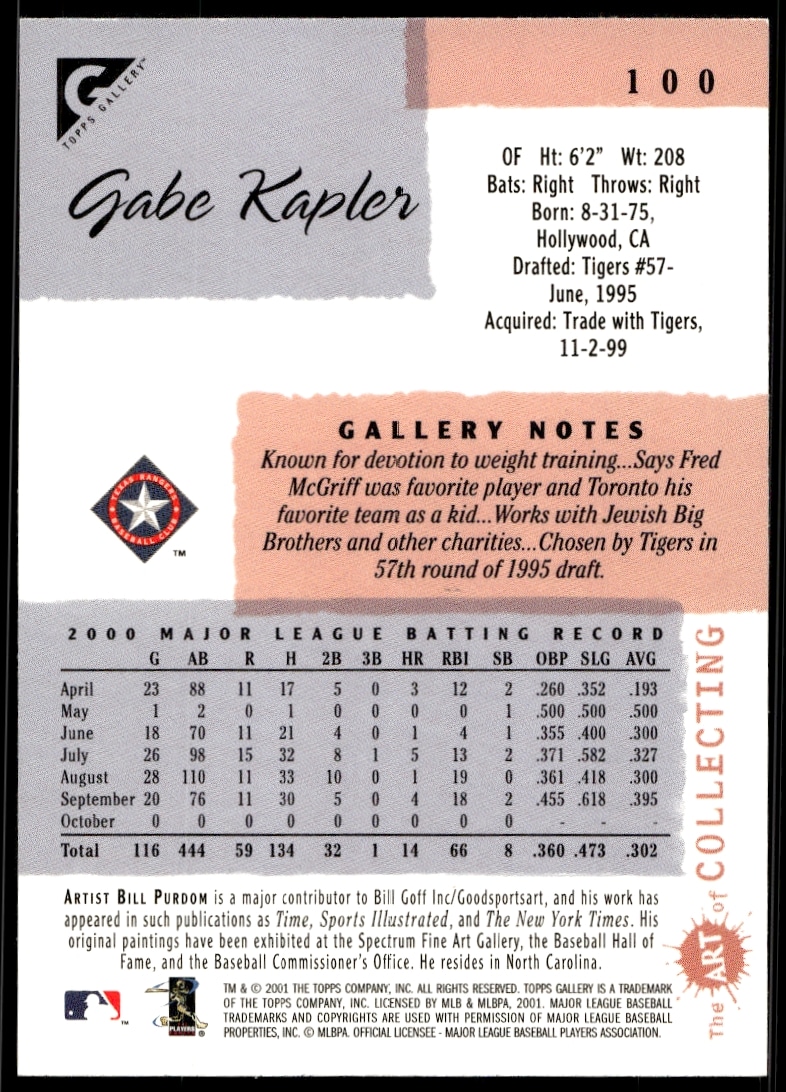 G
TOPPS GALLERY™
100
Gabe Kapler
OF Ht: 6'2" Wt: 208
Bats: Right Throws: Right
Born: 8-31-75,
Hollywood, CA
Drafted: Tigers #57-
June, 1995
Acquired: Trade with Tigers,
11-2-99
GALLERY NOTES
Known for devotion to weight training...Says Fred
McGriff was favorite player and Toronto his
favorite team as a kid...Works with Jewish Big
Brothers and other charities...Chosen by Tigers in
57th round of 1995 draft.
TEXAS RANGERS
BASEBALL CLUB
™
2000 MAJOR LEAGUE BATTING RECORD
G AB R H 2B 3B HR RBI SB OBP SLG AVG
April 23 88 11 17 5 0 3 12 2 .260 .352 .193
May 1 2 0 1 0 0 0 0 1 .500 .500 .500
June 18 70 11 21 4 0 1 4 1 .355 .400 .300
July 26 98 15 32 8 1 5 13 2 .371 .582 .327
August 28 110 11 33 10 0 1 19 0 .361 .418 .300
September 20 76 11 30 5 0 4 18 2 .455 .618 .395
October 0 0 0 0 0 0 0 0 0 - - -
Total 116 444 59 134 32 1 14 66 8 .360 .473 .302
The ART of COLLECTING
ARTIST BILL PURDOM is a major contributor to Bill Goff Inc/Goodsportsart, and his work has
appeared in such publications as Time, Sports Illustrated, and The New York Times. His
original paintings have been exhibited at the Spectrum Fine Art Gallery, the Baseball Hall of
Fame, and the Baseball Commissioner's Office. He resides in North Carolina.
™
PLAYERS
®
TM & © 2001 THE TOPPS COMPANY, INC. ALL RIGHTS RESERVED. TOPPS GALLERY IS A TRADEMARK
OF THE TOPPS COMPANY, INC. LICENSED BY MLB & MLBPA, 2001. MAJOR LEAGUE BASEBALL
TRADEMARKS AND COPYRIGHTS ARE USED WITH PERMISSION OF MAJOR LEAGUE BASEBALL
PROPERTIES, INC. © MLBPA. OFFICIAL LICENSEE - MAJOR LEAGUE BASEBALL PLAYERS ASSOCIATION.